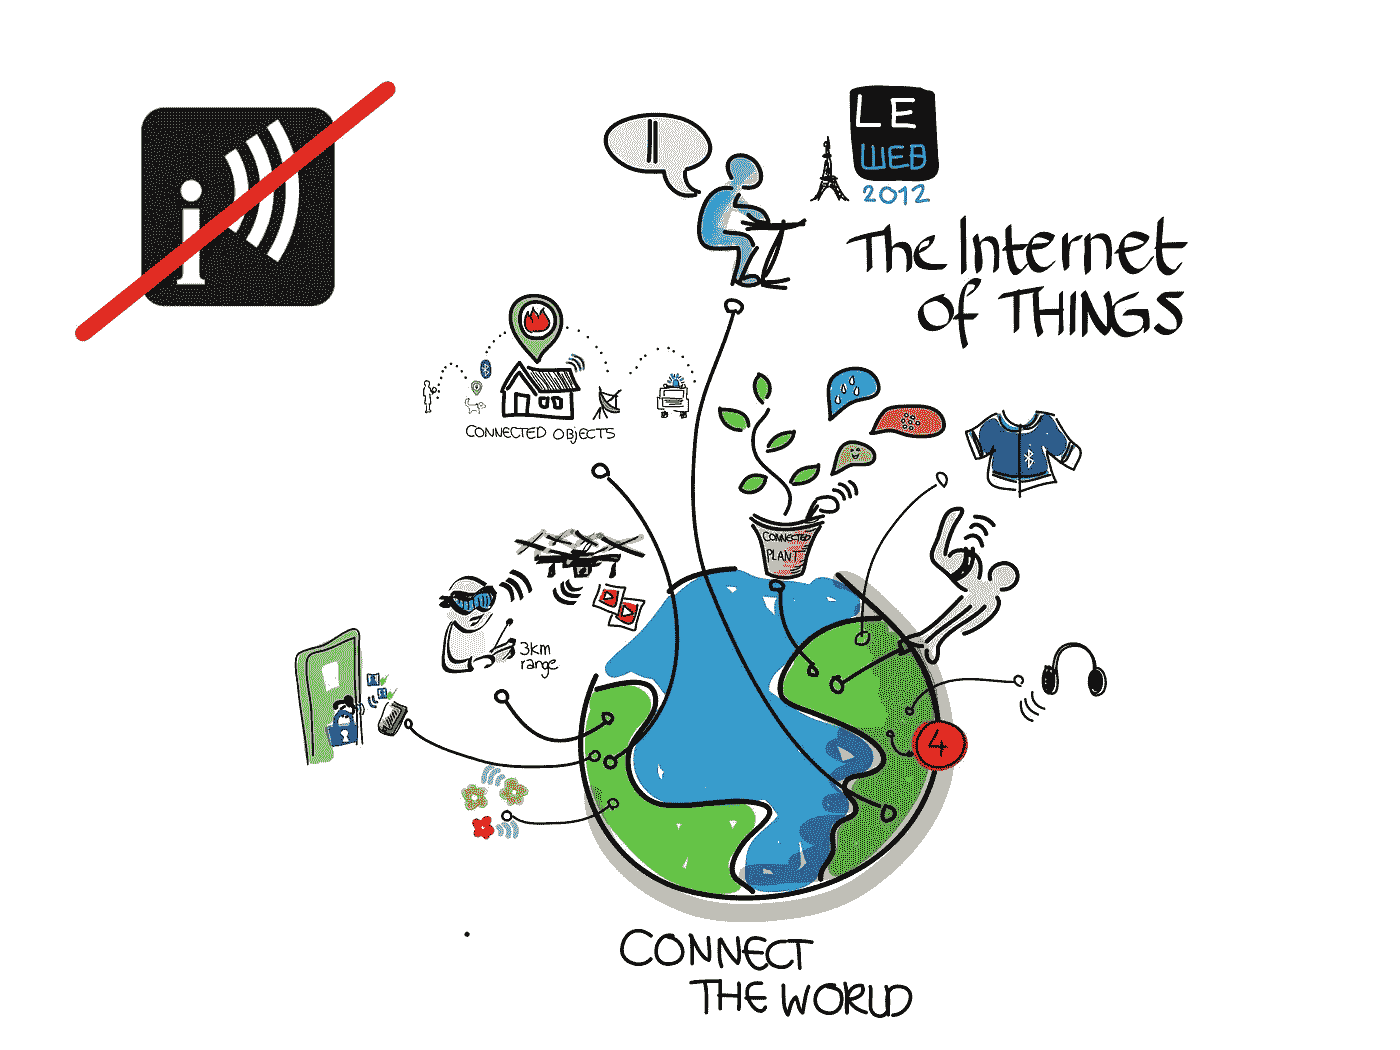 i
LE
WEB
2012
The Internet
of THINGS
CONNECTED OBJECTS
CONNECTED
PLANT
3km
range
4
CONNECT
THE WORLD